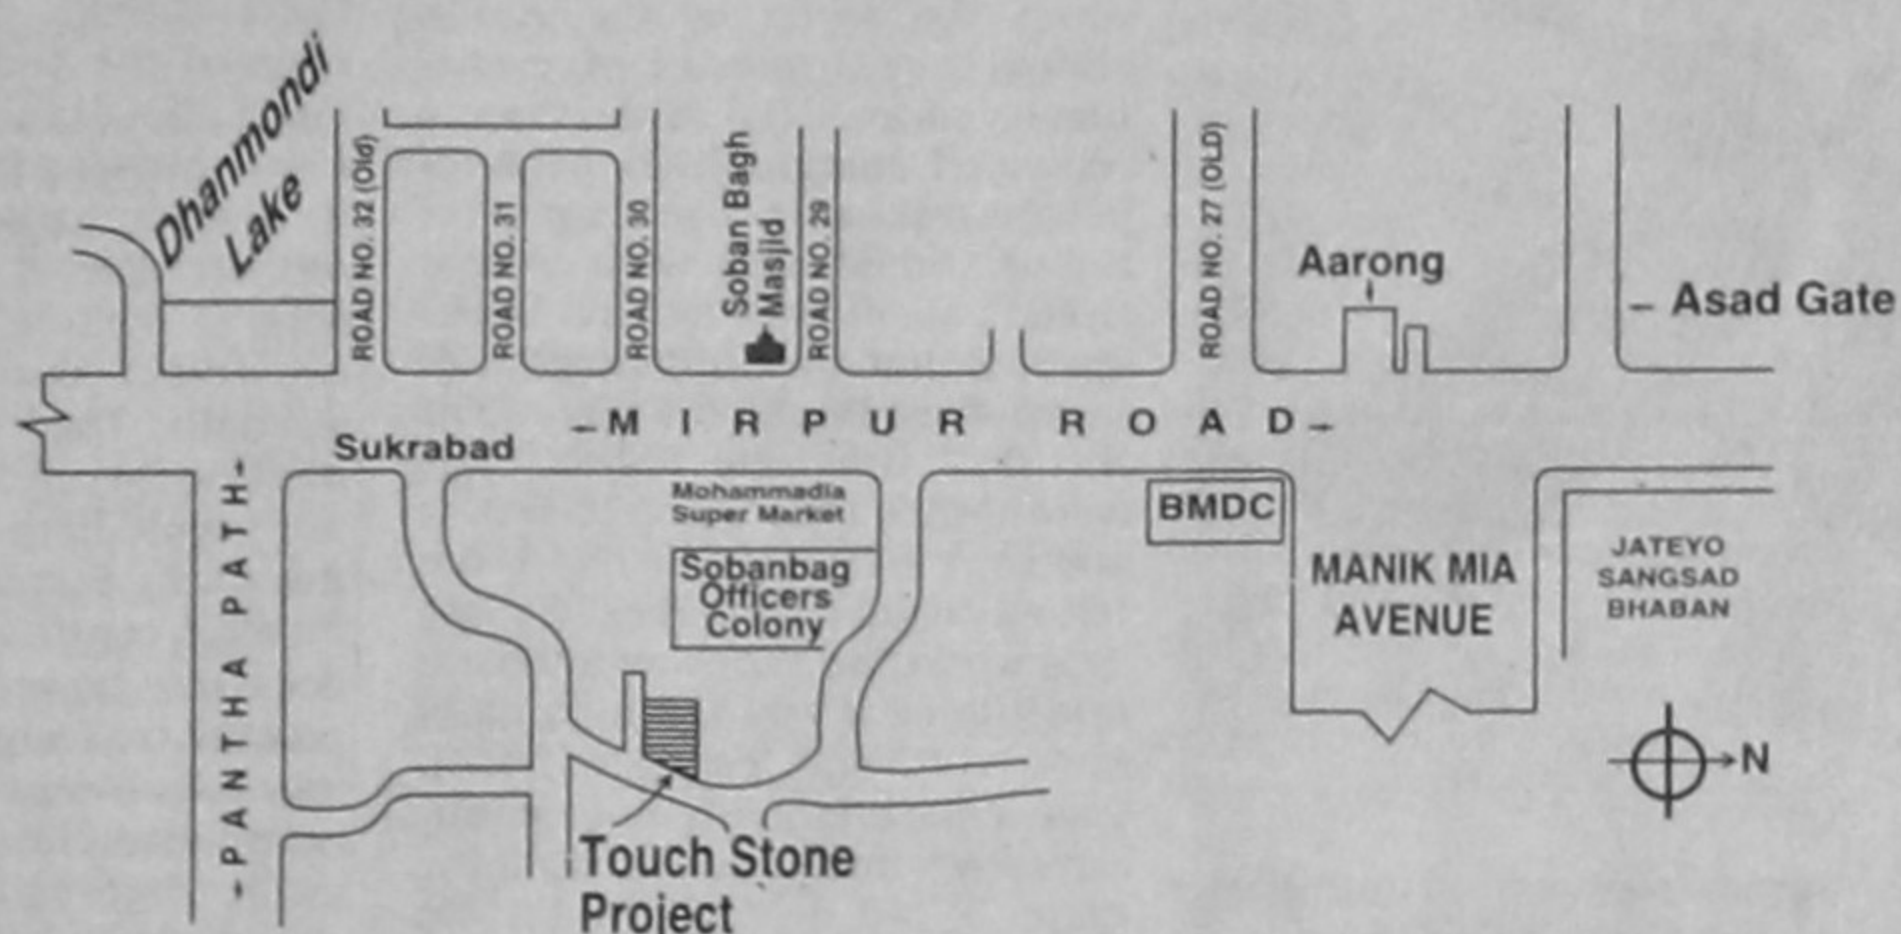 Dhanmondi
Lake
ROAD NO. 32 (Old)
ROAD NO. 31
ROAD NO. 30
Soban Bagh
Masjid
ROAD NO. 29
ROAD NO. 27 (OLD)
Aarong
Asad Gate
MIRPUR ROAD
Sukrabad
PANTHA PATH
Mohammadia
Super Market
Sobanbag
Officers
Colony
BMDC
MANIK MIA
AVENUE
JATEYO
SANGSAD
BHABAN
N
Touch Stone
Project